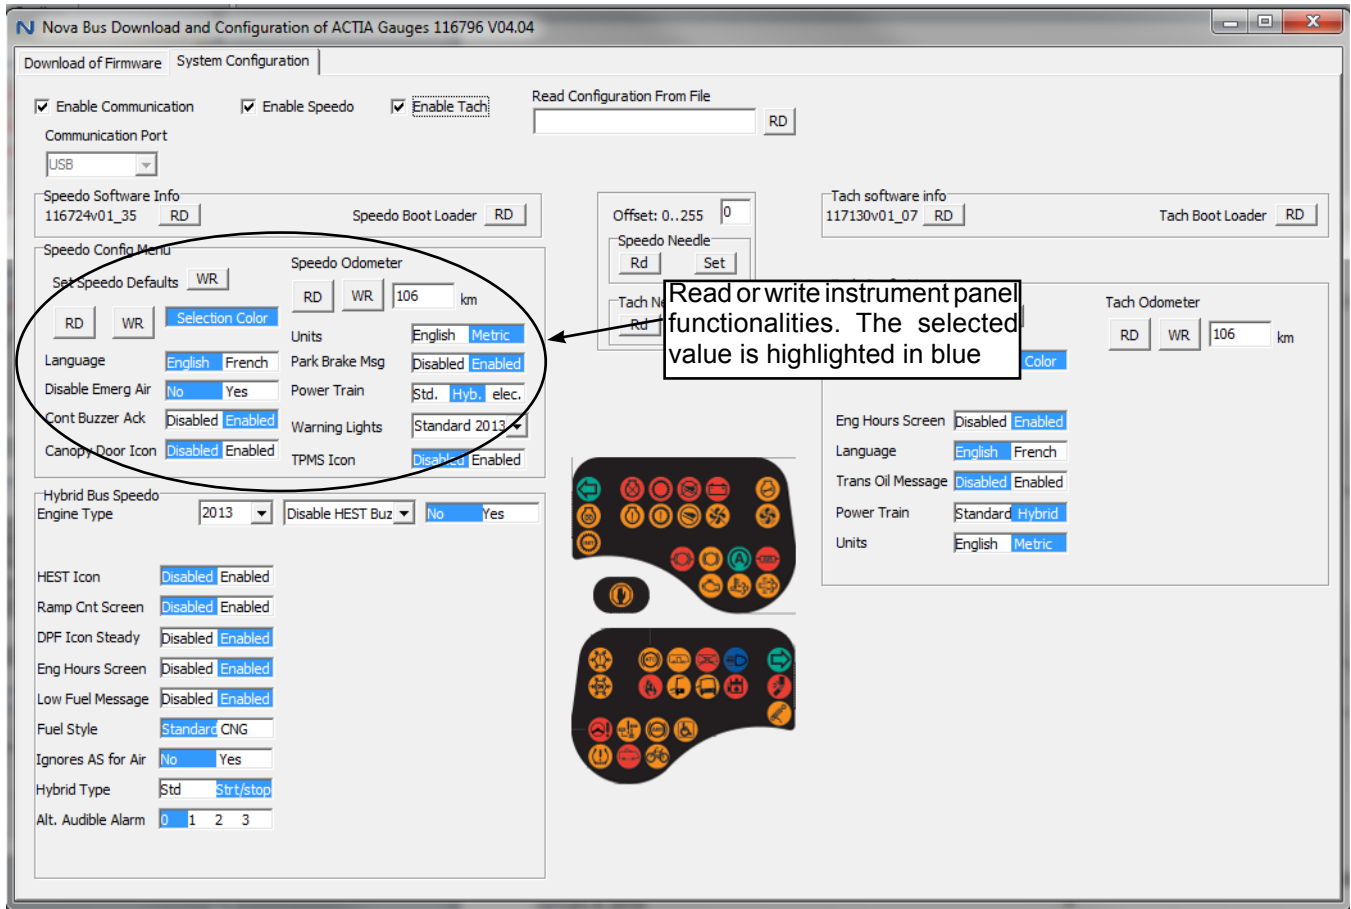 Nova Bus Download and Configuration of ACTIA Gauges 116796 V04.04
Download of Firmware System Configuration
Enable Communication Enable Speedo Enable Tach
Read Configuration From File
RD
Communication Port
USB
Speedo Software Info
116724v01_35 RD Speedo Boot Loader RD
Offset: 0..255 0
Tach software info
117130v01_07 RD Tach Boot Loader RD
Speedo Config Menu
Set Speedo Defaults WR
RD WR Selection Color
Language English French
Disable Emerg Air No Yes
Cont Buzzer Ack Disabled Enabled
Canopy Door Icon Disabled Enabled
Speedo Odometer
RD WR 106 km
Units English Metric
Park Brake Msg Disabled Enabled
Power Train Std. Hyb. elec.
Warning Lights Standard 2013
TPMS Icon Disabled Enabled
Speedo Needle
Rd Set
Tach Ne
Rd
Read or write instrument panel
functionalities. The selected
value is highlighted in blue
Tach Odometer
RD WR 106 km
Color
Eng Hours Screen Disabled Enabled
Language English French
Trans Oil Message Disabled Enabled
Power Train Standard Hybrid
Units English Metric
Hybrid Bus Speedo
Engine Type 2013 Disable HEST Buz No Yes
HEST Icon Disabled Enabled
Ramp Cnt Screen Disabled Enabled
DPF Icon Steady Disabled Enabled
Eng Hours Screen Disabled Enabled
Low Fuel Message Disabled Enabled
Fuel Style Standard CNG
Ignores AS for Air No Yes
Hybrid Type Std Strt/stop
Alt. Audible Alarm 0 1 2 3